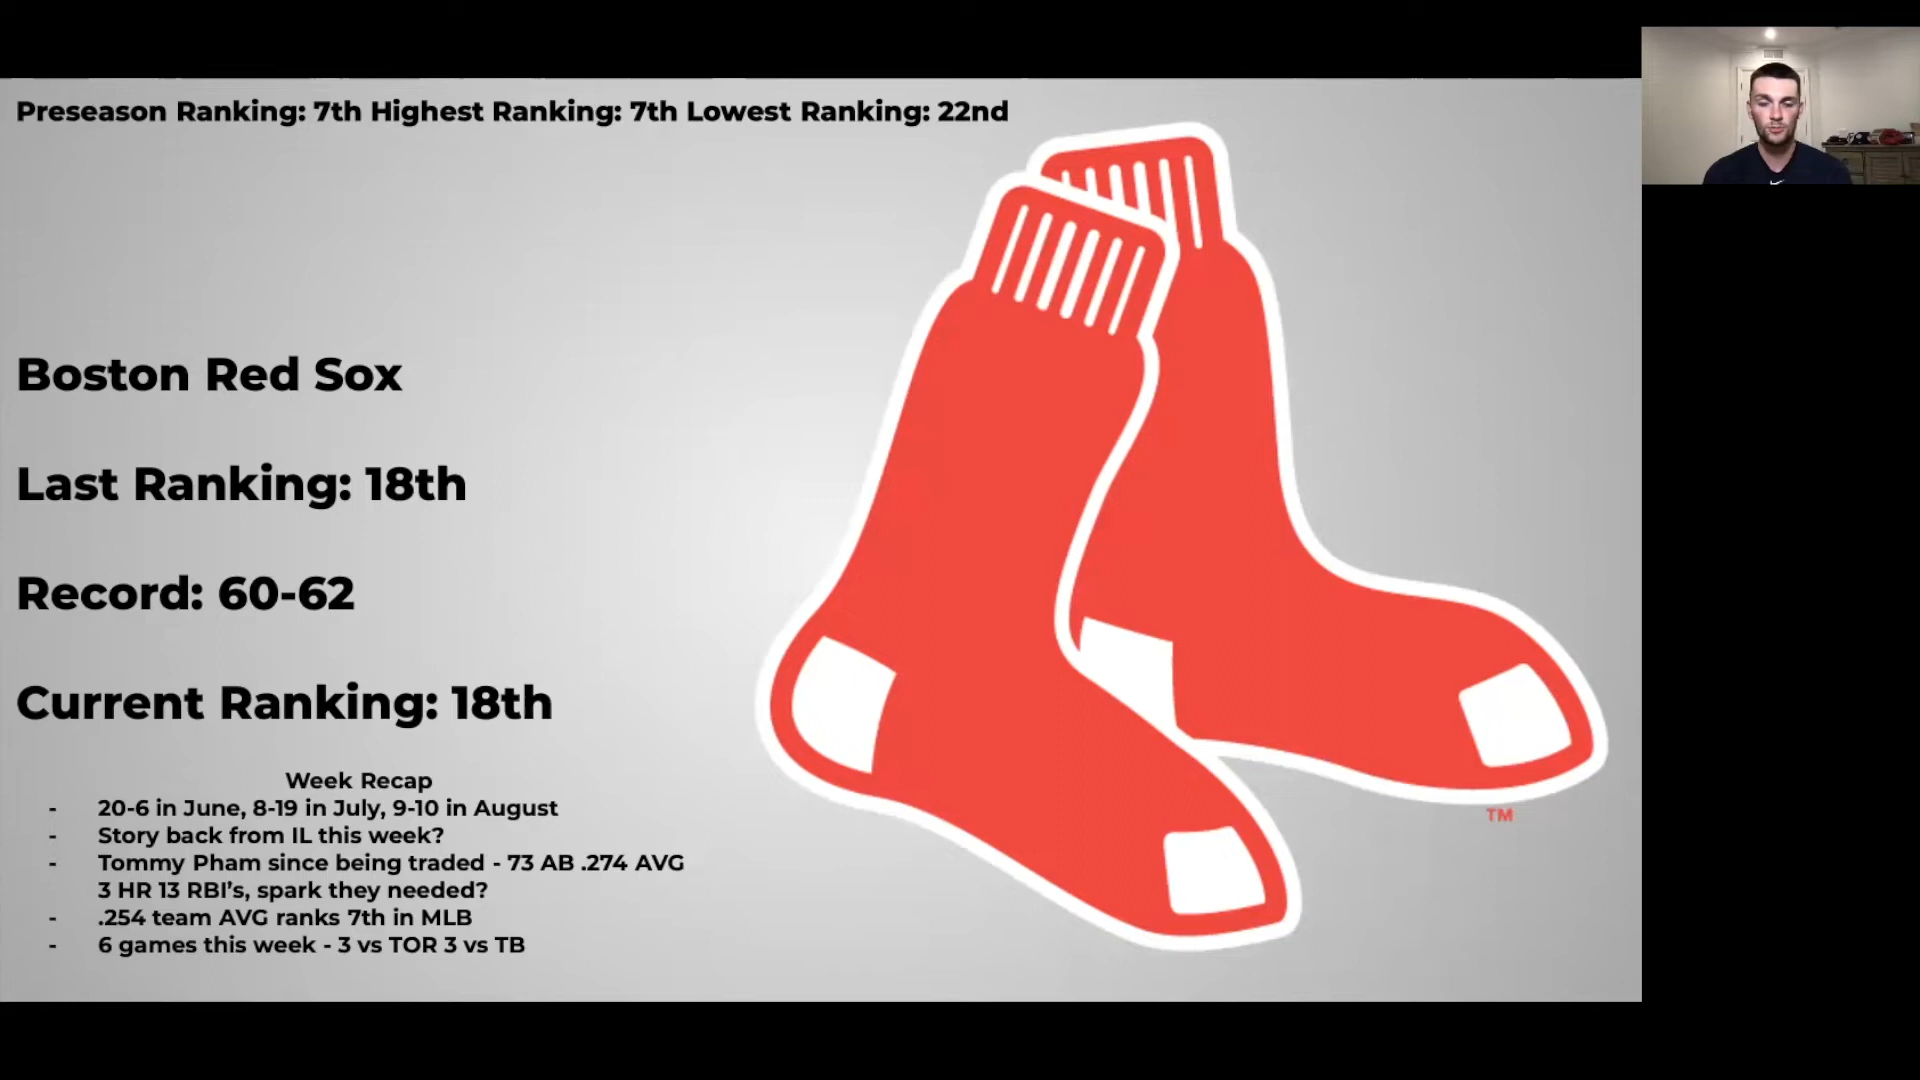 Preseason Ranking: 7th Highest Ranking: 7th Lowest Ranking: 22nd
Boston Red Sox
Last Ranking: 18th
Record: 60-62
Current Ranking: 18th
Week Recap
- 20-6 in June, 8-19 in July, 9-10 in August
- Story back from IL this week?
- Tommy Pham since being traded - 73 AB .274 AVG
3 HR 13 RBI's, spark they needed?
- .254 team AVG ranks 7th in MLB
- 6 games this week - 3 vs TOR 3 vs TB
TM